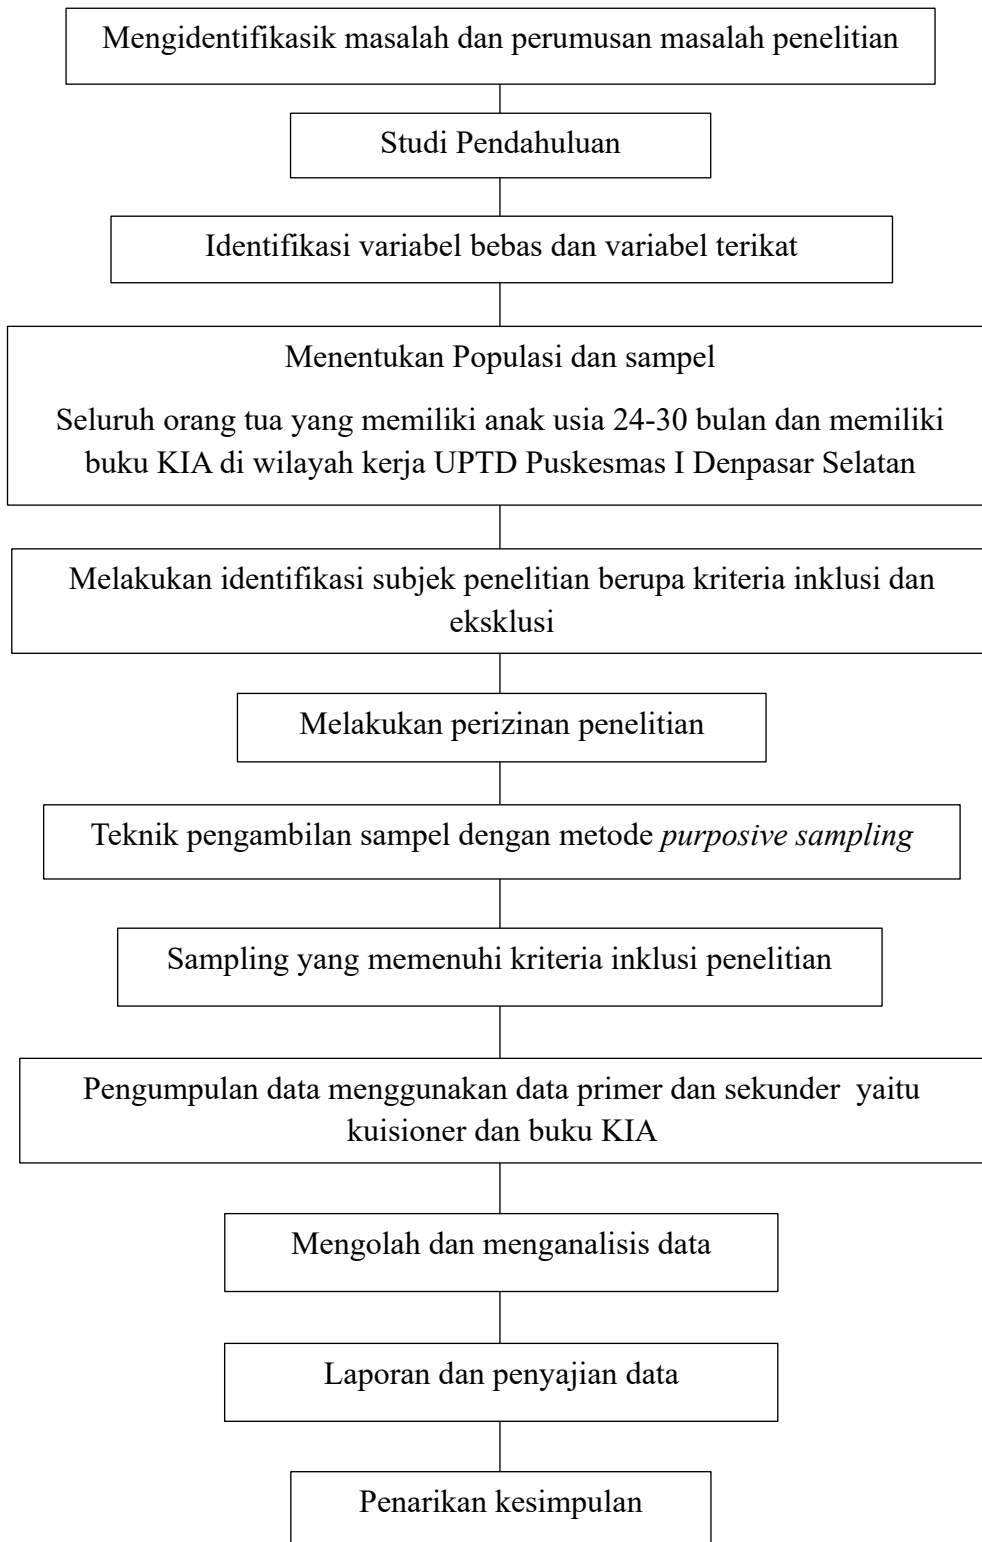 Mengidentifikasik masalah dan perumusan masalah penelitian
Studi Pendahuluan
Identifikasi variabel bebas dan variabel terikat
Menentukan Populasi dan sampel
Seluruh orang tua yang memiliki anak usia 24-30 bulan dan memiliki
buku KIA di wilayah kerja UPTD Puskesmas I Denpasar Selatan
Melakukan identifikasi subjek penelitian berupa kriteria inklusi dan
eksklusi
Melakukan perizinan penelitian
Teknik pengambilan sampel dengan metode purposive sampling
Sampling yang memenuhi kriteria inklusi penelitian
Pengumpulan data menggunakan data primer dan sekunder  yaitu
kuisioner dan buku KIA
Mengolah dan menganalisis data
Laporan dan penyajian data
Penarikan kesimpulan